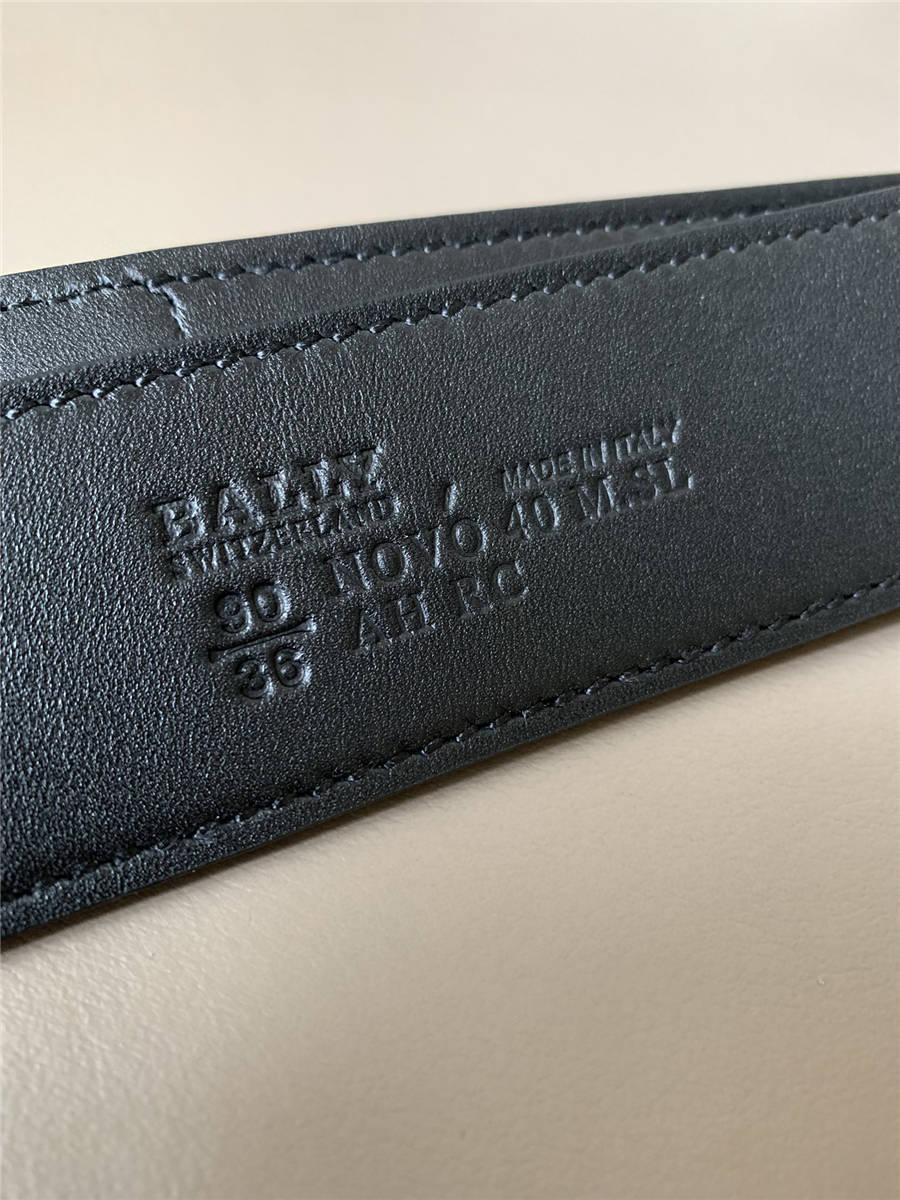 BALLY
SWITZERLAND
MADE IN ITALY
90
36
NOVO 40 M.SL
AH RC